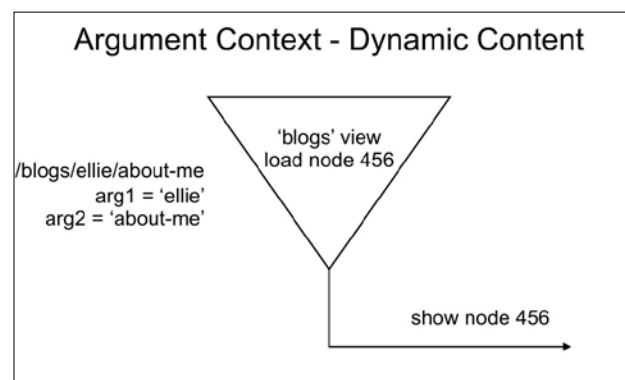 Argument Context - Dynamic Content
'blogs' view
load node 456
/blogs/ellie/about-me
arg1 = 'ellie'
arg2 = 'about-me'
show node 456